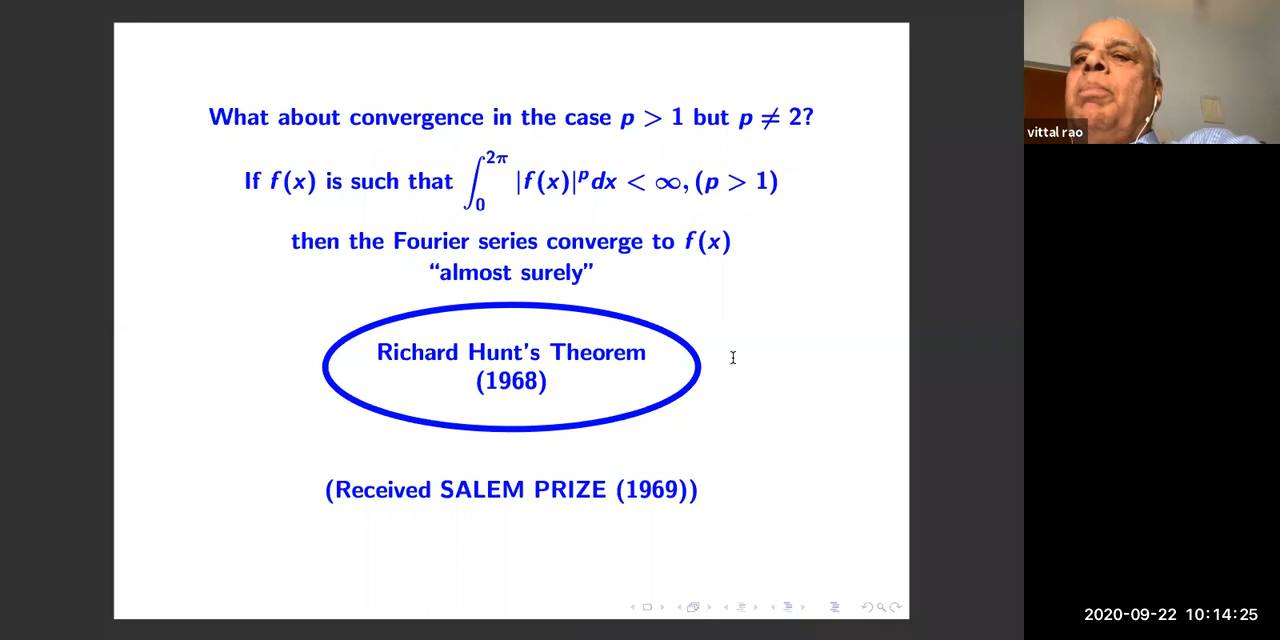 What about convergence in the case p > 1 but p ≠ 2?
If f(x) is such that ∫₀^{2π} |f(x)|^p dx < ∞, (p > 1)
then the Fourier series converge to f(x)
“almost surely”
Richard Hunt's Theorem
(1968)
(Received SALEM PRIZE (1969))
vittal rao
2020-09-22 10:14:25